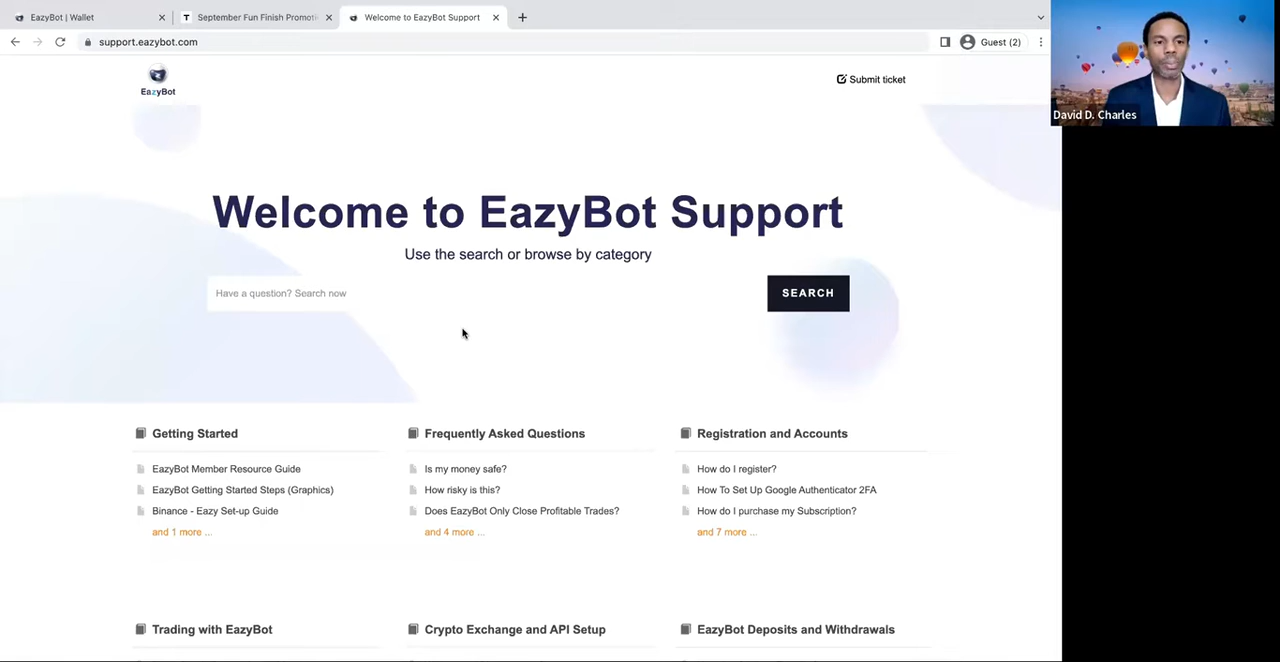 EazyBot | Wallet
T September Fun Finish Promoti
Welcome to EazyBot Support
support.eazybot.com
Guest (2)
EazyBot
Submit ticket
David D. Charles
Welcome to EazyBot Support
Use the search or browse by category
Have a question? Search now
SEARCH
Getting Started
EazyBot Member Resource Guide
EazyBot Getting Started Steps (Graphics)
Binance - Eazy Set-up Guide
and 1 more ...
Frequently Asked Questions
Is my money safe?
How risky is this?
Does EazyBot Only Close Profitable Trades?
and 4 more ...
Registration and Accounts
How do I register?
How To Set Up Google Authenticator 2FA
How do I purchase my Subscription?
and 7 more ...
Trading with EazyBot
Crypto Exchange and API Setup
EazyBot Deposits and Withdrawals